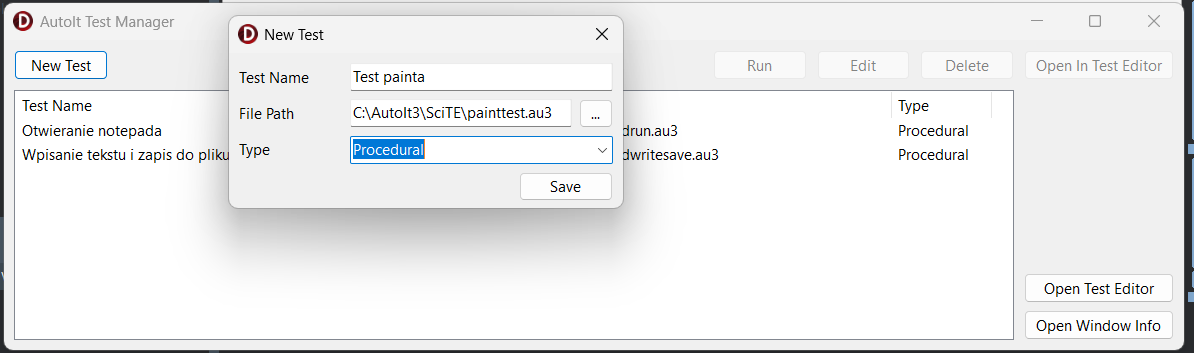 AutoIt Test Manager
New Test
New Test
Run
Edit
Delete
Open In Test Editor
Test Name
Test painta
File Path
C:\AutoIt3\SciTE\painttest.au3
...
Type
Procedural
Save
Test Name
Type
Otwieranie notepada
drun.au3
Procedural
Wpisanie tekstu i zapis do pliku
dwritesave.au3
Procedural
Open Test Editor
Open Window Info